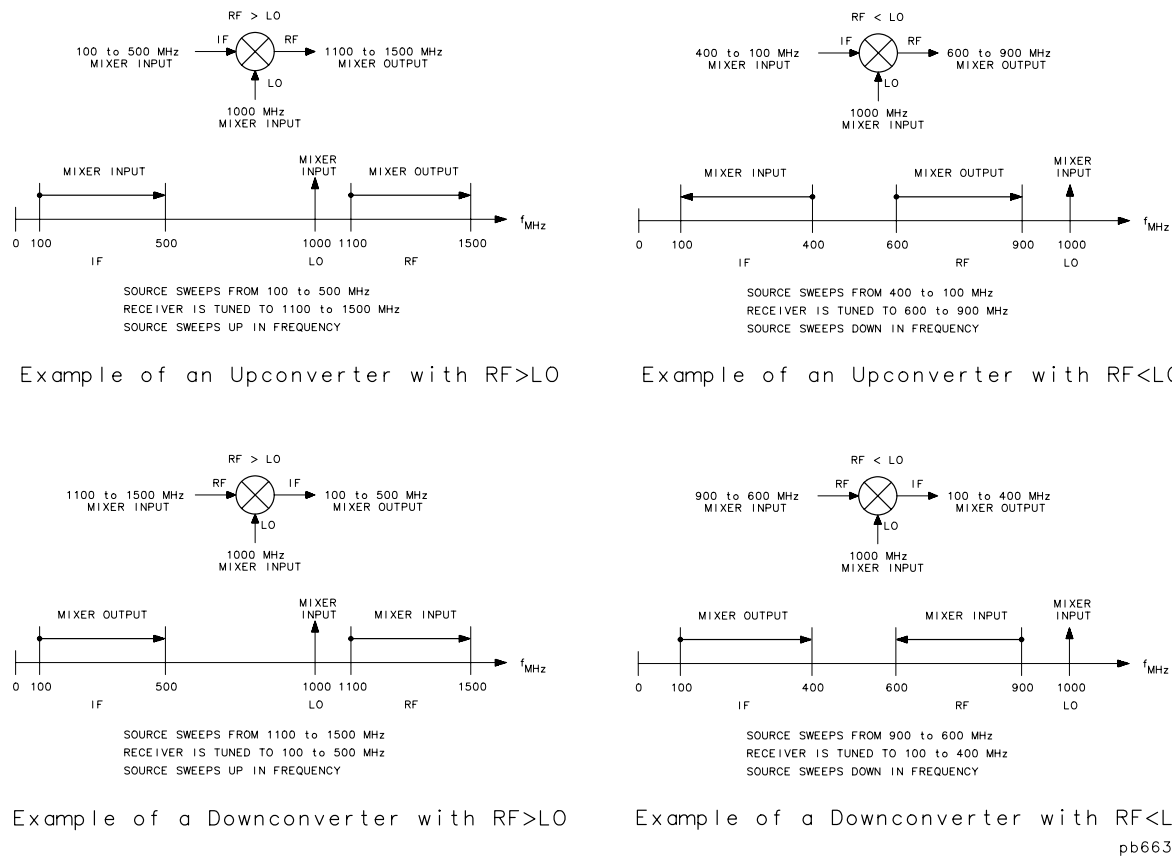 RF > LO
IF
RF
100 to 500 MHz
MIXER INPUT
1100 to 1500 MHz
MIXER OUTPUT
LO
1000 MHz
MIXER INPUT
MIXER INPUT
MIXER
INPUT
MIXER OUTPUT
fMHz
0 100 500 1000 1100 1500
IF LO RF
SOURCE SWEEPS FROM 100 to 500 MHz
RECEIVER IS TUNED TO 1100 to 1500 MHz
SOURCE SWEEPS UP IN FREQUENCY
Example of an Upconverter with RF>LO
RF < LO
IF
RF
400 to 100 MHz
MIXER INPUT
600 to 900 MHz
MIXER OUTPUT
LO
1000 MHz
MIXER INPUT
MIXER INPUT
MIXER OUTPUT
MIXER
INPUT
fMHz
0 100 400 600 900 1000
IF RF LO
SOURCE SWEEPS FROM 400 to 100 MHz
RECEIVER IS TUNED TO 600 to 900 MHz
SOURCE SWEEPS DOWN IN FREQUENCY
Example of an Upconverter with RF<L
RF > LO
RF
IF
1100 to 1500 MHz
MIXER INPUT
100 to 500 MHz
MIXER OUTPUT
LO
1000 MHz
MIXER INPUT
MIXER OUTPUT
MIXER
INPUT
MIXER INPUT
fMHz
0 100 500 1000 1100 1500
IF LO RF
SOURCE SWEEPS FROM 1100 to 1500 MHz
RECEIVER IS TUNED TO 100 to 500 MHz
SOURCE SWEEPS UP IN FREQUENCY
Example of a Downconverter with RF>LO
RF < LO
RF
IF
900 to 600 MHz
MIXER INPUT
100 to 400 MHz
MIXER OUTPUT
LO
1000 MHz
MIXER INPUT
MIXER OUTPUT
MIXER INPUT
MIXER
INPUT
fMHz
0 100 400 600 900 1000
IF RF LO
SOURCE SWEEPS FROM 900 to 600 MHz
RECEIVER IS TUNED TO 100 to 400 MHz
SOURCE SWEEPS DOWN IN FREQUENCY
Example of a Downconverter with RF<L
pb663